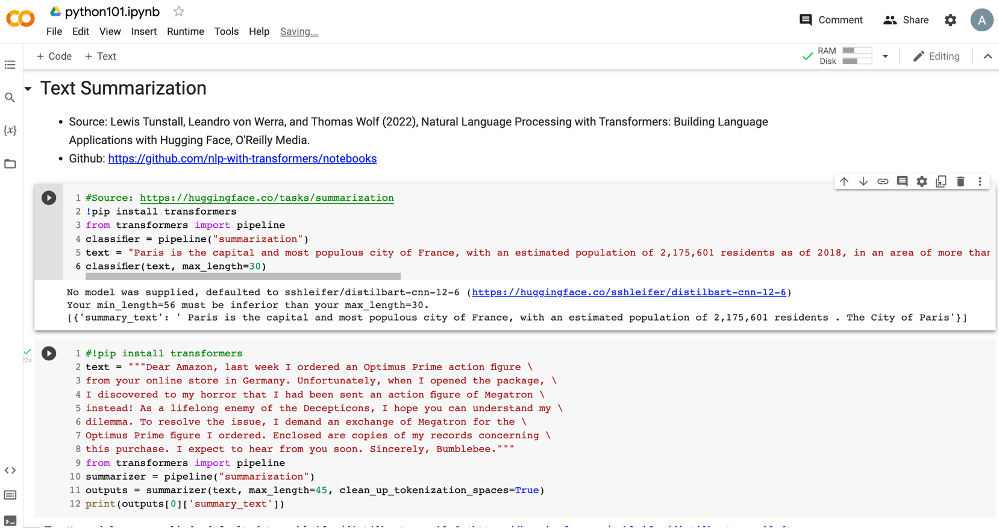 python101.ipynb
File Edit View Insert Runtime Tools Help Saving...
Comment Share A
+ Code + Text
RAM
Disk
Editing
Text Summarization
• Source: Lewis Tunstall, Leandro von Werra, and Thomas Wolf (2022), Natural Language Processing with Transformers: Building Language
Applications with Hugging Face, O'Reilly Media.
• Github: https://github.com/nlp-with-transformers/notebooks
1 #Source: https://huggingface.co/tasks/summarization
2 !pip install transformers
3 from transformers import pipeline
4 classifier = pipeline("summarization")
5 text = "Paris is the capital and most populous city of France, with an estimated population of 2,175,601 residents as of 2018, in an area of more than
6 classifier(text, max_length=30)
No model was supplied, defaulted to sshleifer/distilbart-cnn-12-6 (https://huggingface.co/sshleifer/distilbart-cnn-12-6)
Your min_length=56 must be inferior than your max_length=30.
[{'summary_text': ' Paris is the capital and most populous city of France, with an estimated population of 2,175,601 residents . The City of Paris'}]
22s
1 #!pip install transformers
2 text = """Dear Amazon, last week I ordered an Optimus Prime action figure \
3 from your online store in Germany. Unfortunately, when I opened the package, \
4 I discovered to my horror that I had been sent an action figure of Megatron \
5 instead! As a lifelong enemy of the Decepticons, I hope you can understand my \
6 dilemma. To resolve the issue, I demand an exchange of Megatron for the \
7 Optimus Prime figure I ordered. Enclosed are copies of my records concerning \
8 this purchase. I expect to hear from you soon. Sincerely, Bumblebee."""
9 from transformers import pipeline
10 summarizer = pipeline("summarization")
11 outputs = summarizer(text, max_length=45, clean_up_tokenization_spaces=True)
12 print(outputs[0]['summary_text'])